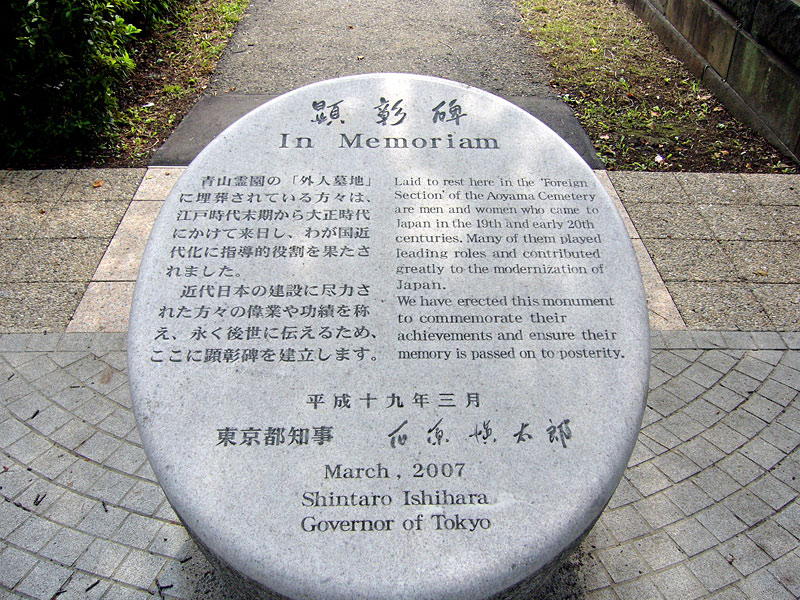 顕彰碑
In Memoriam
青山霊園の「外人墓地」
に埋葬されている方々は、
江戸時代末期から大正時代
にかけて来日し、わが国近
代化に指導的役割を果たさ
れました。
近代日本の建設に尽力さ
れた方々の偉業や功績を称
え、永く後世に伝えるため、
ここに顕彰碑を建立します。
Laid to rest here in the 'Foreign
Section' of the Aoyama Cemetery
are men and women who came to
Japan in the 19th and early 20th
centuries. Many of them played
leading roles and contributed
greatly to the modernization of
Japan.
We have erected this monument
to commemorate their
achievements and ensure their
memory is passed on to posterity.
平成十九年三月
東京都知事 石原慎太郎
March, 2007
Shintaro Ishihara
Governor of Tokyo